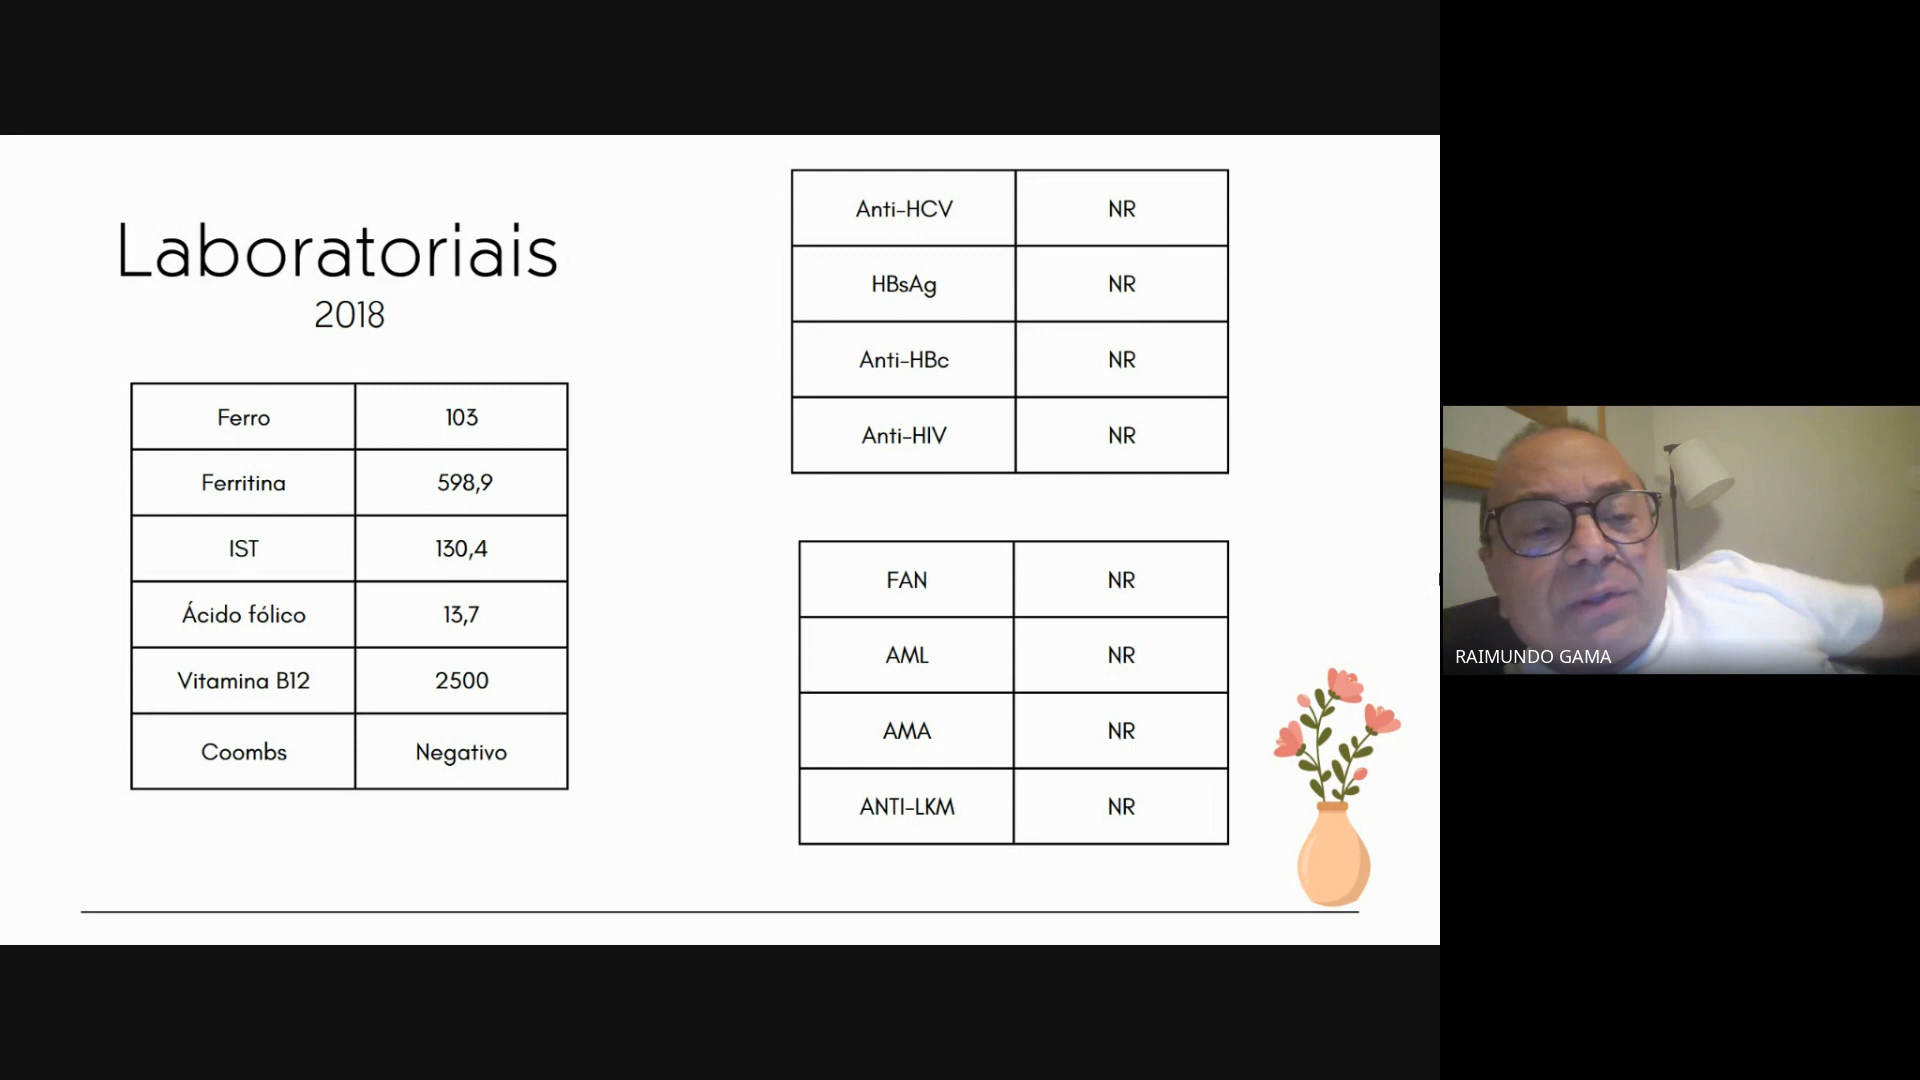 Laboratoriais
2018
Ferro 103
Ferritina 598,9
IST 130,4
Ácido fólico 13,7
Vitamina B12 2500
Coombs Negativo
Anti-HCV NR
HBsAg NR
Anti-HBc NR
Anti-HIV NR
FAN NR
AML NR
AMA NR
ANTI-LKM NR
RAIMUNDO GAMA